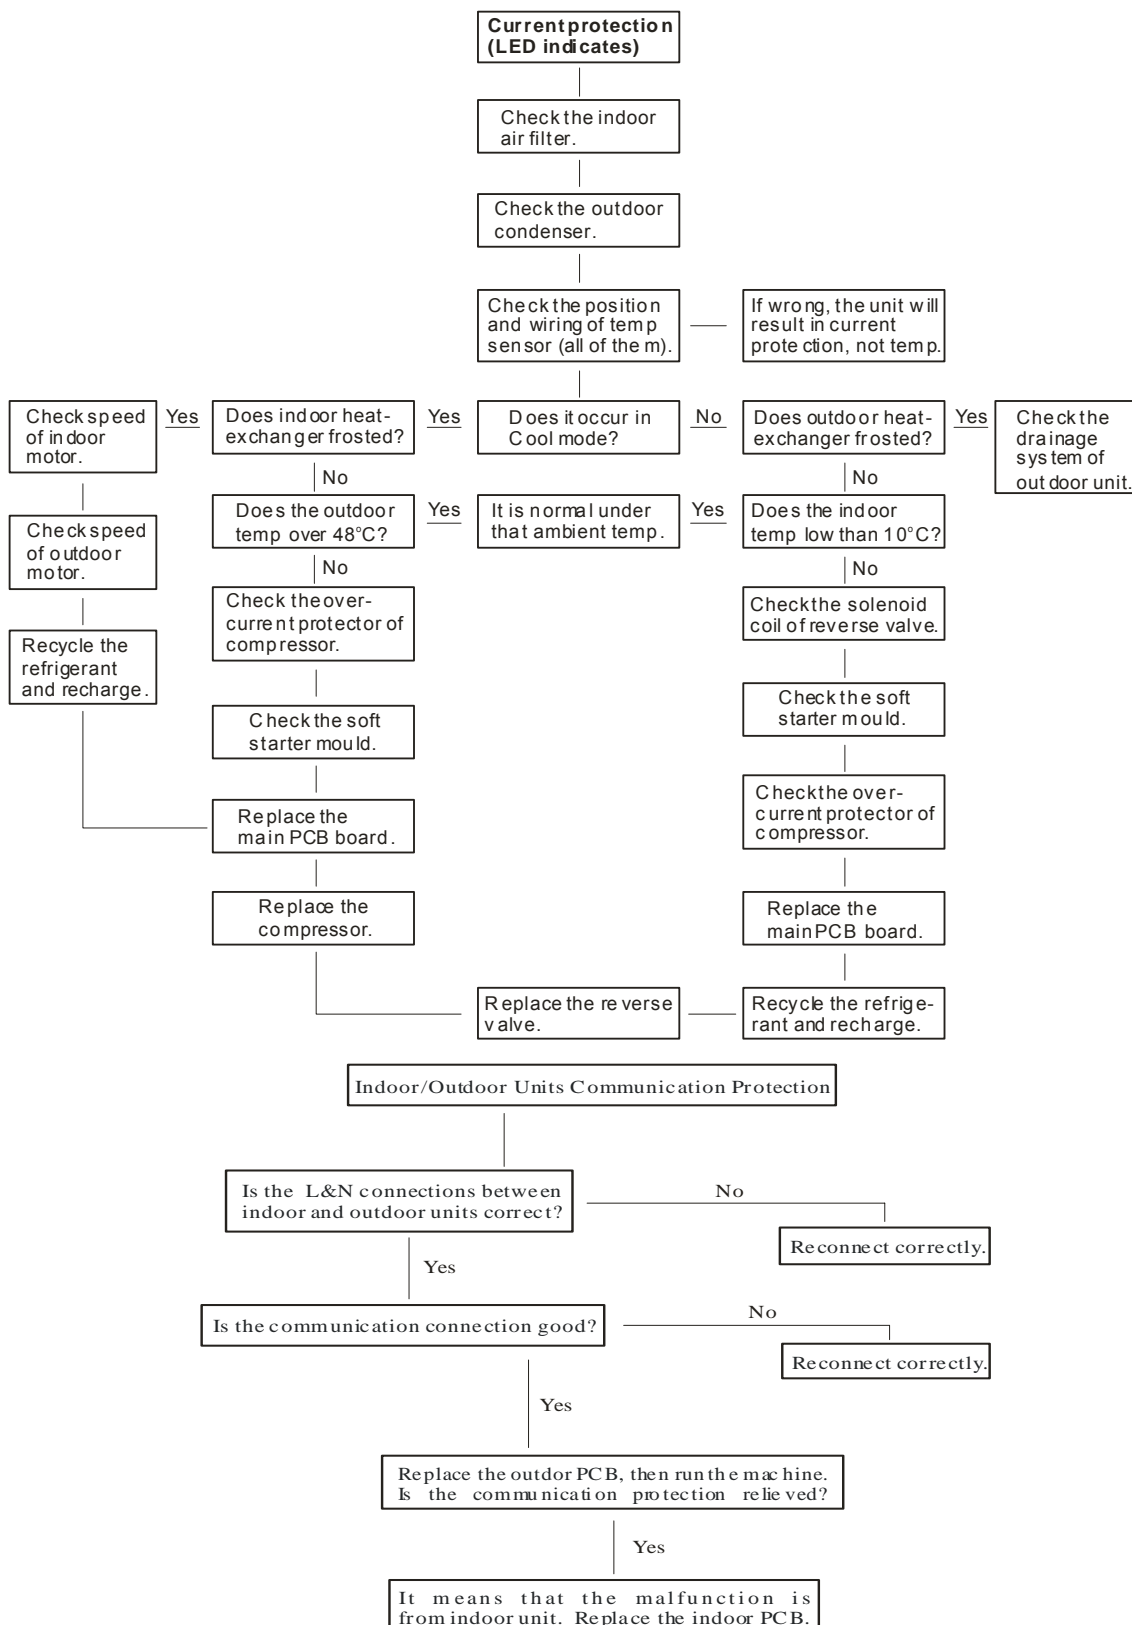 Current protection
(LED indicates)
Check the indoor
air filter.
Check the outdoor
condenser.
Check the position
and wiring of temp
sensor (all of them).
If wrong, the unit will
result in current
protection, not temp.
Check speed
of indoor
motor.
Yes
Does indoor heat-
exchanger frosted?
Yes
Does it occur in
Cool mode?
No
Does outdoor heat-
exchanger frosted?
Yes
Check the
drainage
system of
outdoor unit.
No
No
Check speed
of outdoor
motor.
Does the outdoor
temp over 48°C?
Yes
It is normal under
that ambient temp.
Yes
Does the indoor
temp low than 10°C?
No
No
Recycle the
refrigerant
and recharge.
Check the over-
current protector of
compressor.
Check the solenoid
coil of reverse valve.
Check the soft
starter mould.
Check the soft
starter mould.
Replace the
main PCB board.
Check the over-
current protector of
compressor.
Replace the
compressor.
Replace the
main PCB board.
Replace the reverse
valve.
Recycle the refrige-
rant and recharge.
Indoor/Outdoor Units Communication Protection
Is the L&N connections between
indoor and outdoor units correct?
No
Reconnect correctly.
Yes
Is the communication connection good?
No
Reconnect correctly.
Yes
Replace the outdor PCB, then run the machine.
Is the communication protection relieved?
Yes
It means that the malfunction is
from indoor unit. Replace the indoor PCB.